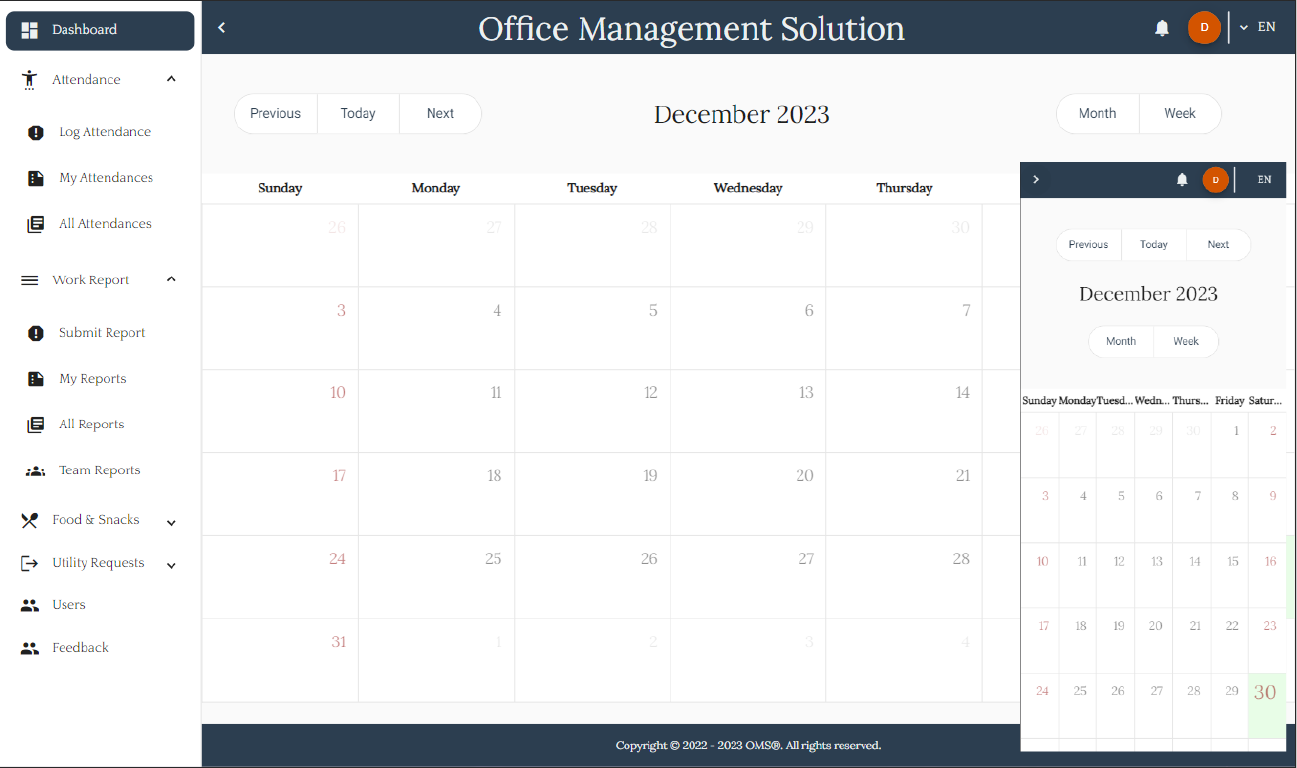 Dashboard
Attendance
Log Attendance
My Attendances
All Attendances
Work Report
Submit Report
My Reports
All Reports
Team Reports
Food & Snacks
Utility Requests
Users
Feedback
Office Management Solution
D
EN
Previous Today Next
December 2023
Month Week
Sunday Monday Tuesday Wednesday Thursday
26 27 28 29 30
3 4 5 6 7
10 11 12 13 14
17 18 19 20 21
24 25 26 27 28
31 1 2 3 4
Copyright © 2022 - 2023 OMS®. All rights reserved.
D EN
Previous Today Next
December 2023
Month Week
Sunday Monday Tuesd... Wedn... Thurs... Friday Satur...
26 27 28 29 30 1 2
3 4 5 6 7 8 9
10 11 12 13 14 15 16
17 18 19 20 21 22 23
24 25 26 27 28 29 30